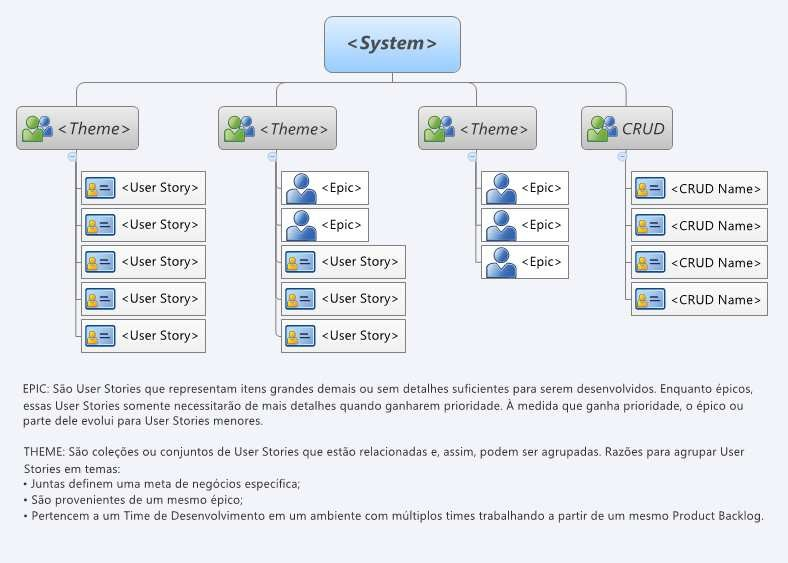 <System>
<Theme>
<User Story>
<User Story>
<User Story>
<User Story>
<User Story>
<Theme>
<Epic>
<Epic>
<User Story>
<User Story>
<User Story>
<Theme>
<Epic>
<Epic>
<Epic>
CRUD
<CRUD Name>
<CRUD Name>
<CRUD Name>
<CRUD Name>
EPIC: São User Stories que representam itens grandes demais ou sem detalhes suficientes para serem desenvolvidos. Enquanto épicos,
essas User Stories somente necessitarão de mais detalhes quando ganharem prioridade. À medida que ganha prioridade, o épico ou
parte dele evolui para User Stories menores.
THEME: São coleções ou conjuntos de User Stories que estão relacionadas e, assim, podem ser agrupadas. Razões para agrupar User
Stories em temas:
• Juntas definem uma meta de negócios específica;
• São provenientes de um mesmo épico;
• Pertencem a um Time de Desenvolvimento em um ambiente com múltiplos times trabalhando a partir de um mesmo Product Backlog.